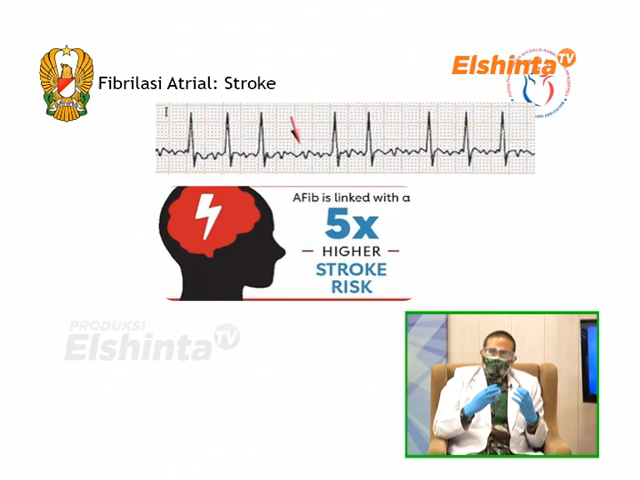 Elshinta TV
Fibrilasi Atrial: Stroke
I
AFib is linked with a
5x
HIGHER
STROKE
RISK
PRODUKSI
Elshinta TV